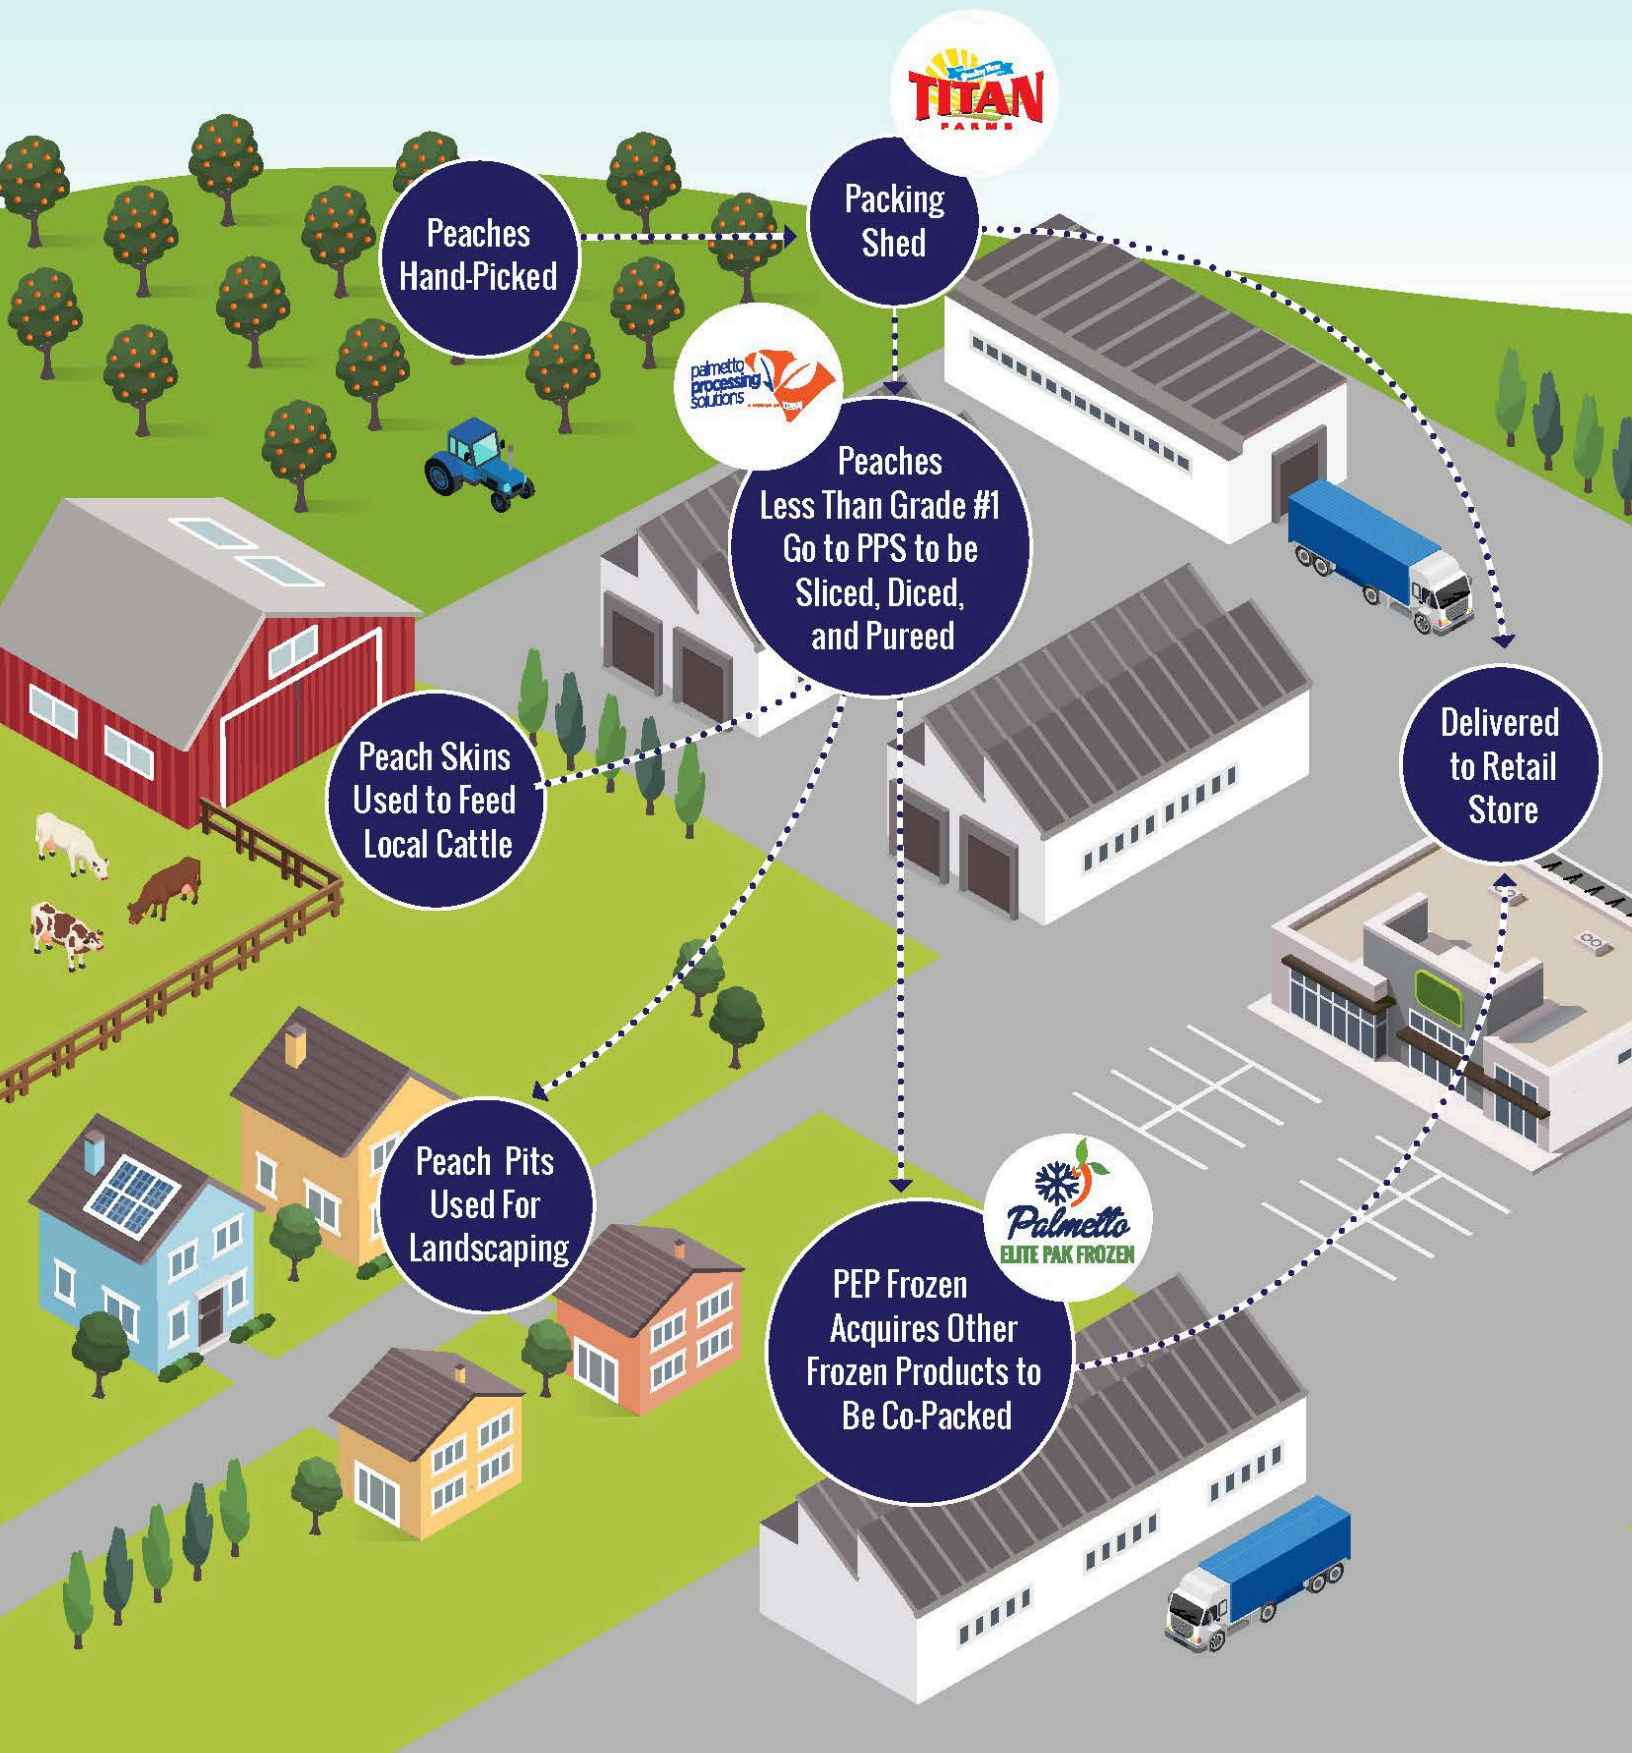 TITAN
FARMS
Packing
Shed
Peaches
Hand-Picked
palmetto
processing
solutions
Peaches
Less Than Grade #1
Go to PPS to be
Sliced, Diced,
and Pureed
Delivered
to Retail
Store
Peach Skins
Used to Feed
Local Cattle
Peach Pits
Used For
Landscaping
Palmetto
ELITE PAK FROZEN
PEP Frozen
Acquires Other
Frozen Products to
Be Co-Packed